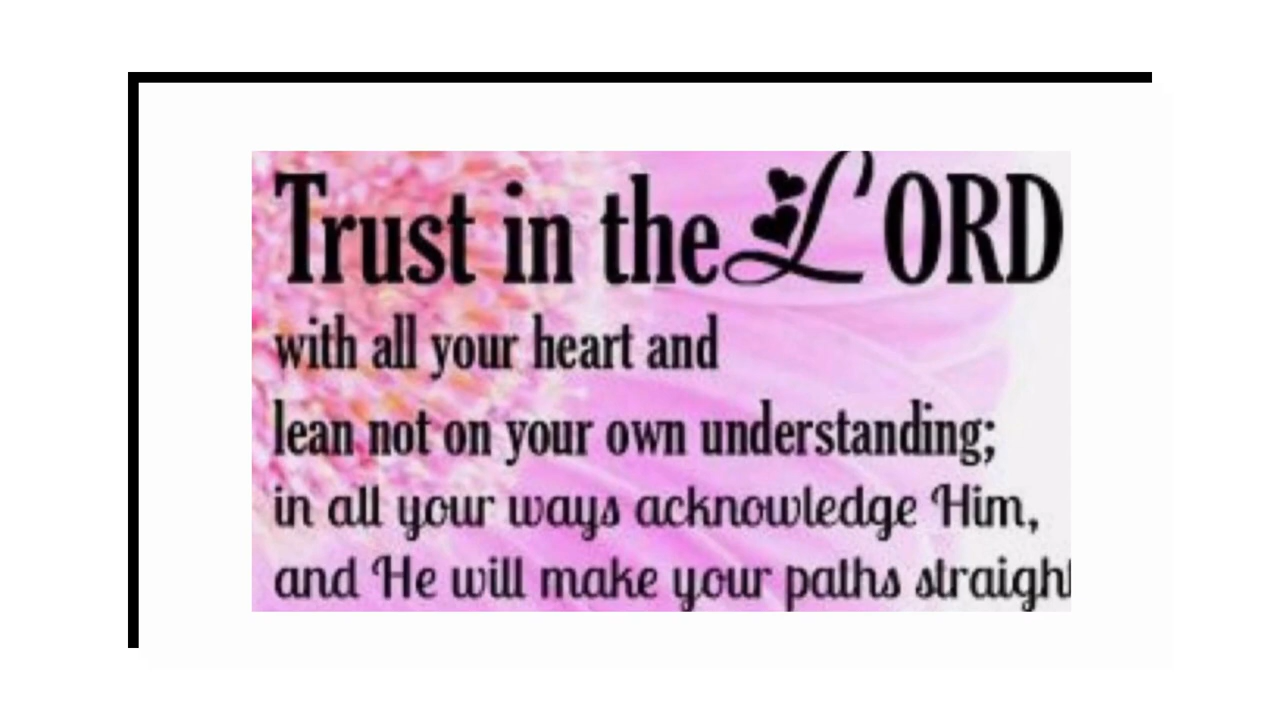 Trust in the LORD
with all your heart and
lean not on your own understanding;
in all your ways acknowledge Him,
and He will make your paths straight